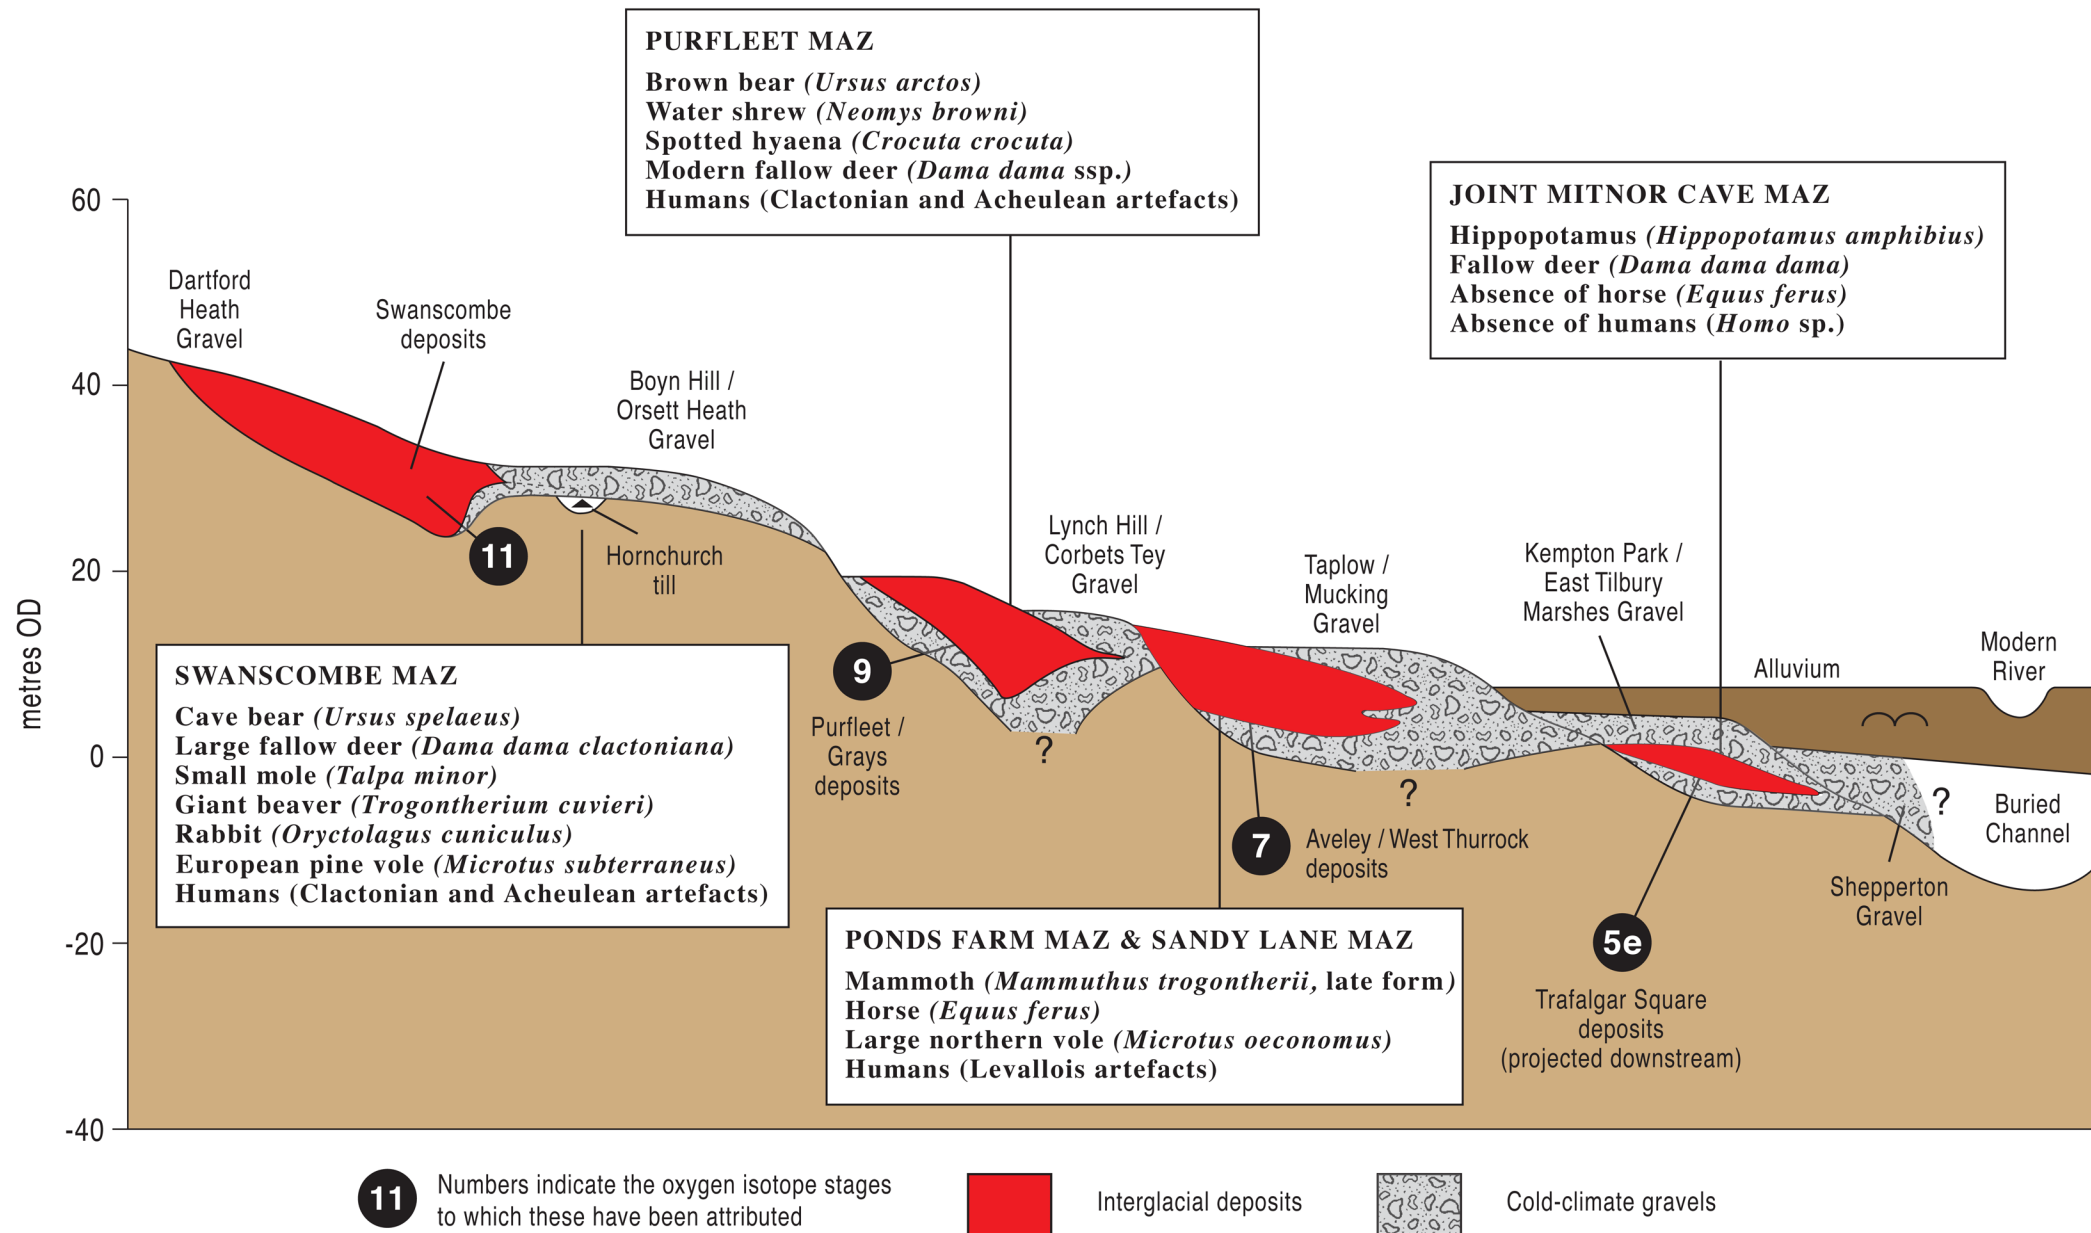 PURFLEET MAZ
Brown bear (Ursus arctos)
Water shrew (Neomys browni)
Spotted hyaena (Crocuta crocuta)
Modern fallow deer (Dama dama ssp.)
Humans (Clactonian and Acheulean artefacts)
JOINT MITNOR CAVE MAZ
Hippopotamus (Hippopotamus amphibius)
Fallow deer (Dama dama dama)
Absence of horse (Equus ferus)
Absence of humans (Homo sp.)
60
40
20
0
-20
-40
metres OD
Dartford
Heath
Gravel
Swanscombe
deposits
Boyn Hill /
Orsett Heath
Gravel
11
Hornchurch
till
Lynch Hill /
Corbets Tey
Gravel
Taplow /
Mucking
Gravel
Kempton Park /
East Tilbury
Marshes Gravel
Alluvium
Modern
River
SWANSCOMBE MAZ
Cave bear (Ursus spelaeus)
Large fallow deer (Dama dama clactoniana)
Small mole (Talpa minor)
Giant beaver (Trogontherium cuvieri)
Rabbit (Oryctolagus cuniculus)
European pine vole (Microtus subterraneus)
Humans (Clactonian and Acheulean artefacts)
9
Purfleet /
Grays
deposits
?
?
7
Aveley / West Thurrock
deposits
?
Buried
Channel
Shepperton
Gravel
PONDS FARM MAZ & SANDY LANE MAZ
Mammoth (Mammuthus trogontherii, late form)
Horse (Equus ferus)
Large northern vole (Microtus oeconomus)
Humans (Levallois artefacts)
5e
Trafalgar Square
deposits
(projected downstream)
11
Numbers indicate the oxygen isotope stages
to which these have been attributed
Interglacial deposits
Cold-climate gravels